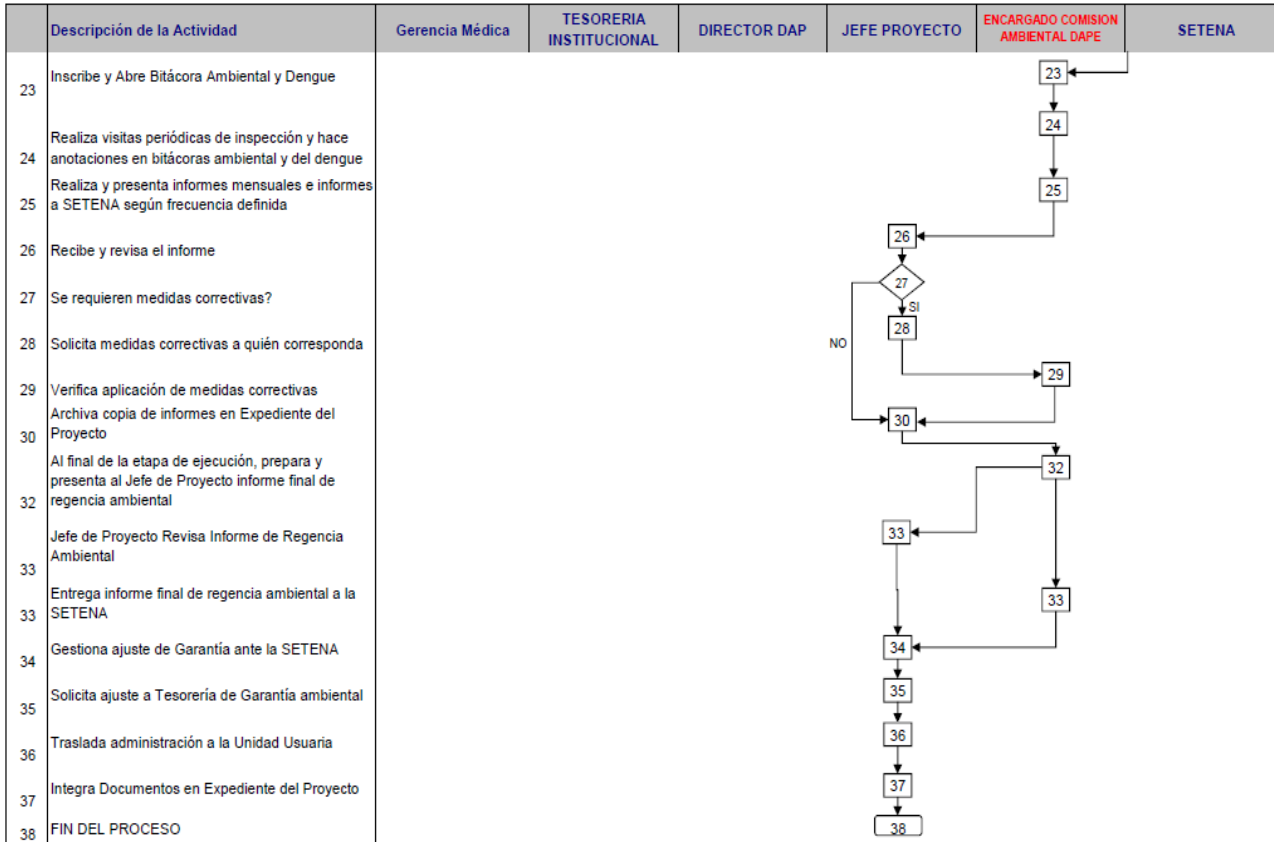 Descripción de la Actividad
Gerencia Médica
TESORERIA
INSTITUCIONAL
DIRECTOR DAP
JEFE PROYECTO
ENCARGADO COMISION
AMBIENTAL DAPE
SETENA
23 Inscribe y Abre Bitácora Ambiental y Dengue
23
Realiza visitas periódicas de inspección y hace
24 anotaciones en bitácoras ambiental y del dengue
24
Realiza y presenta informes mensuales e informes
25 a SETENA según frecuencia definida
25
26 Recibe y revisa el informe
26
27 Se requieren medidas correctivas?
27
SI
28 Solicita medidas correctivas a quién corresponda
28
NO
29 Verifica aplicación de medidas correctivas
29
Archiva copia de informes en Expediente del
30 Proyecto
30
Al final de la etapa de ejecución, prepara y
presenta al Jefe de Proyecto informe final de
32 regencia ambiental
32
Jefe de Proyecto Revisa Informe de Regencia
Ambiental
33
33
Entrega informe final de regencia ambiental a la
33 SETENA
33
34 Gestiona ajuste de Garantía ante la SETENA
34
35 Solicita ajuste a Tesorería de Garantía ambiental
35
36 Traslada administración a la Unidad Usuaria
36
37 Integra Documentos en Expediente del Proyecto
37
38 FIN DEL PROCESO
38